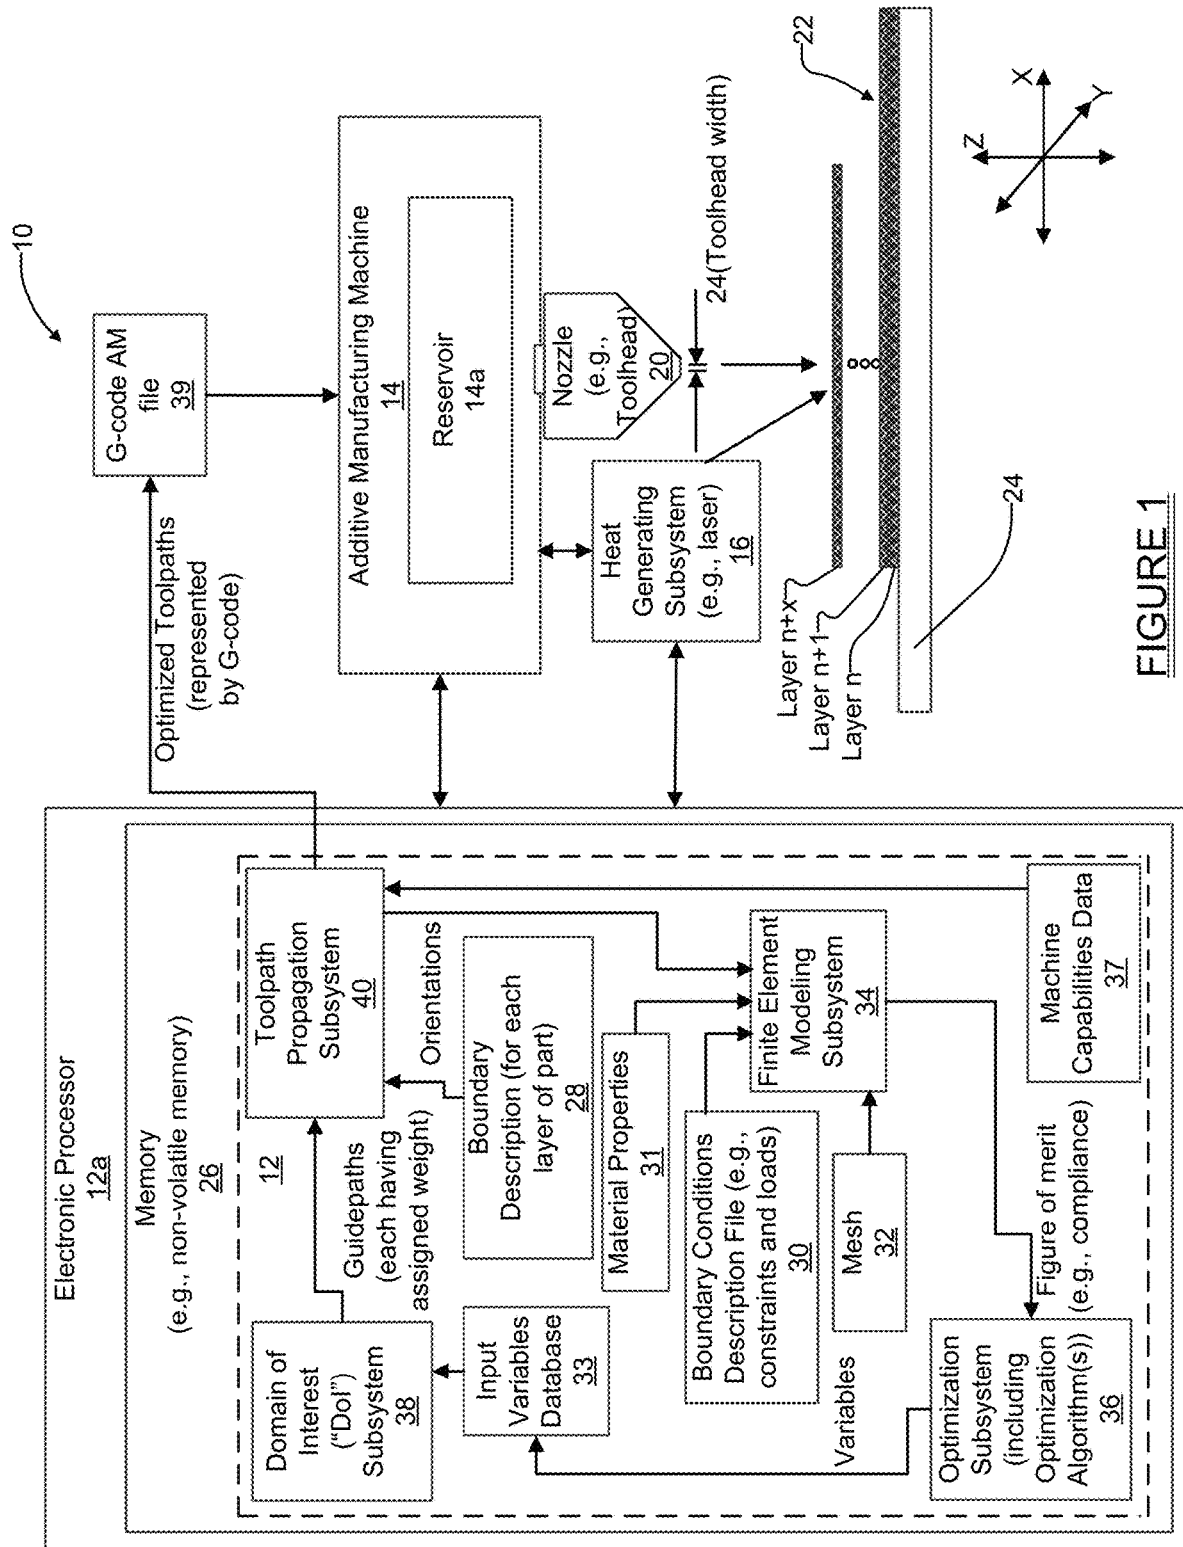 Electronic Processor
12a
Memory
(e.g., non-volatile memory)
26
12
Domain of
Interest
("DoI")
Subsystem
38
Guidepaths
(each having
assigned weight)
Toolpath
Propagation
Subsystem
40
Optimized Toolpaths
(represented
by G-code)
G-code AM
file
39
10
Input
Variables
Database
33
Boundary
Description (for each
layer of part)
28
Orientations
Material Properties
31
Boundary Conditions
Description File (e.g.,
constraints and loads)
30
Mesh
32
Finite Element
Modeling
Subsystem
34
Variables
Optimization
Subsystem
(including
Optimization
Algorithm(s))
36
Figure of merit
(e.g., compliance)
Machine
Capabilities Data
37
Additive Manufacturing Machine
14
Reservoir
14a
Heat
Generating
Subsystem
(e.g., laser)
16
Nozzle
(e.g.,
Toolhead)
20
24(Toolhead width)
22
Layer n+x
Layer n+1
Layer n
24
Z
X
Y
FIGURE 1